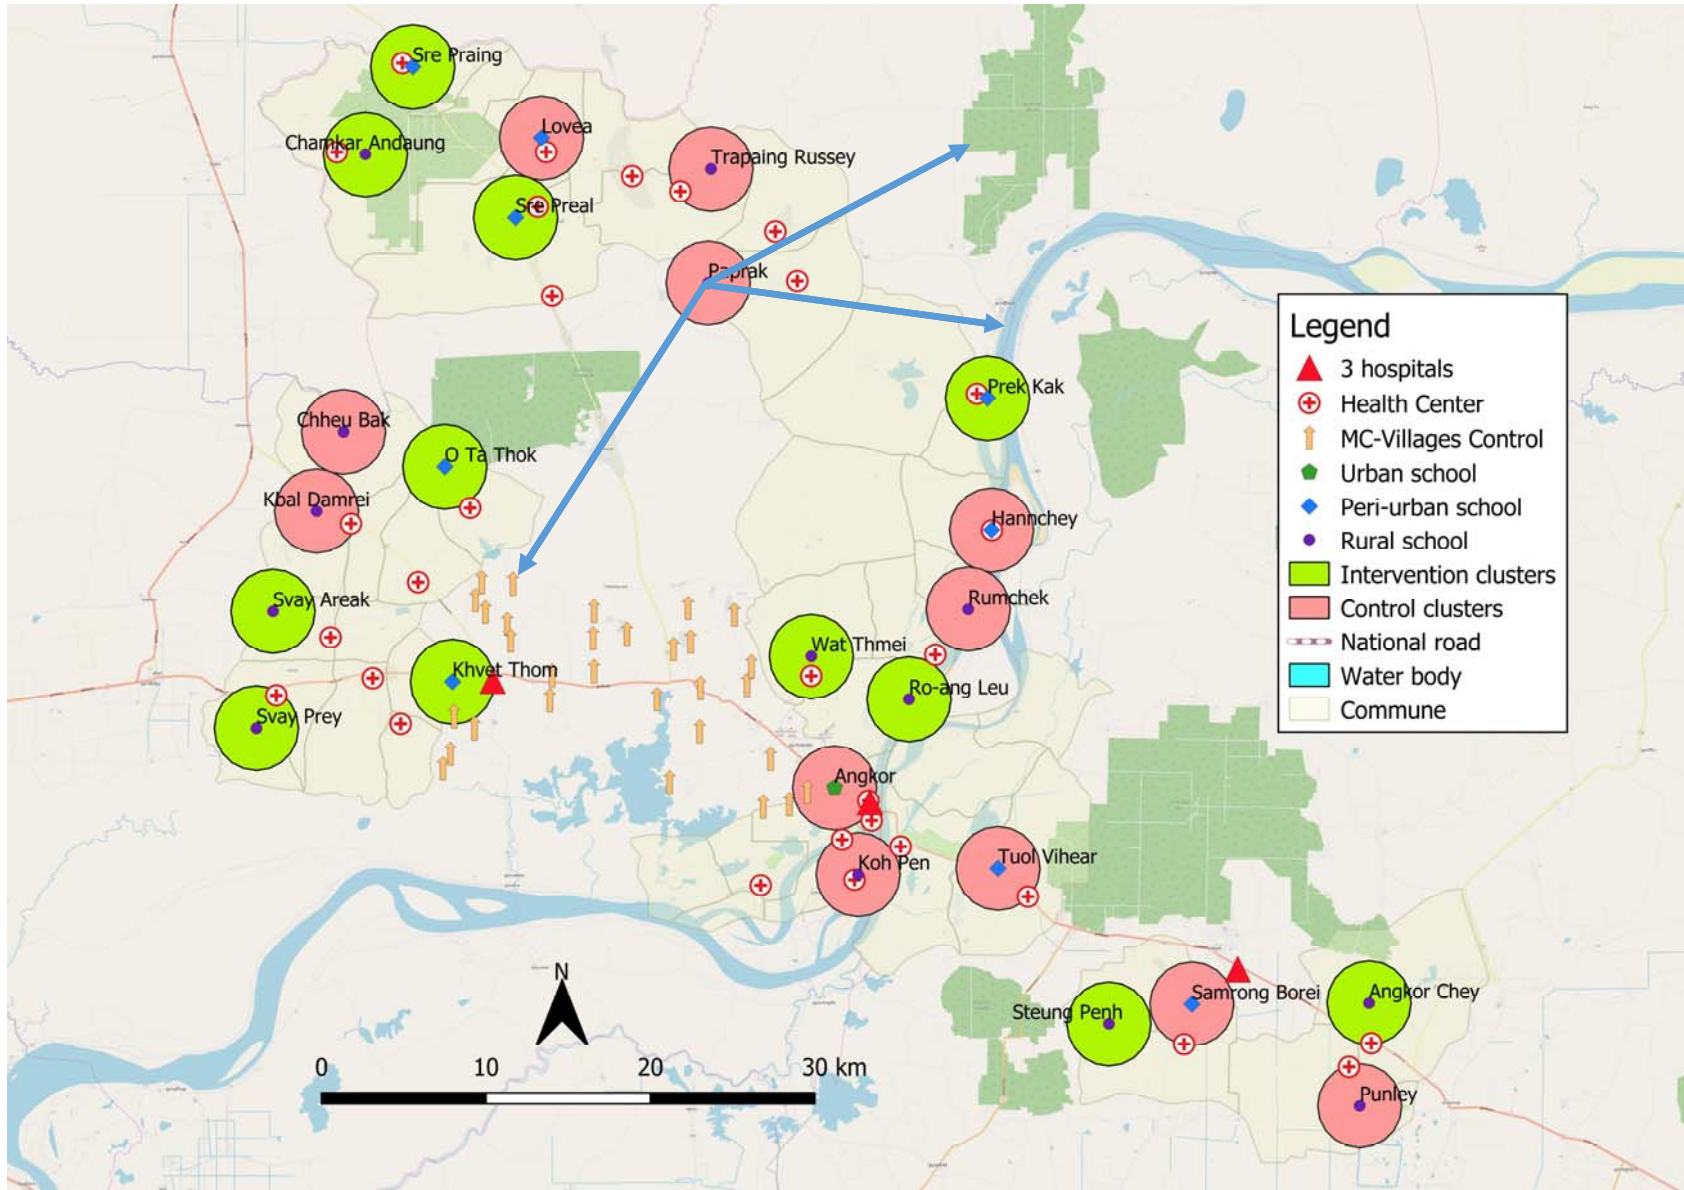 Sre Praing
Lovea
Chamkar Andaung
Trapaing Russey
Sre Preal
Paprak
Legend
3 hospitals
Health Center
MC-Villages Control
Urban school
Peri-urban school
Rural school
Intervention clusters
Control clusters
National road
Water body
Commune
Prek Kak
Chheu Bak
O Ta Thok
Kbal Damrei
Hannchey
Svay Areak
Rumchek
Wat Thmei
Khvet Thom
Ro-ang Leu
Svay Prey
Angkor
Koh Pen
Tuol Vihear
N
Samrong Borei
Angkor Chey
Steung Penh
0 10 20 30 km
Punley